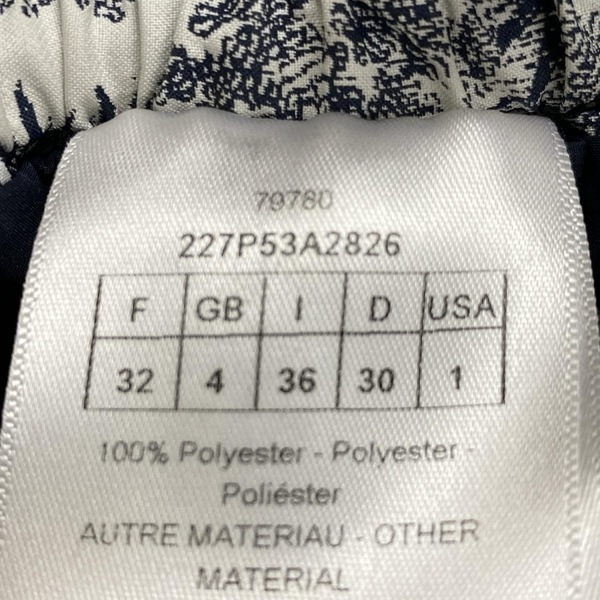 79780
227P53A2826
F GB I D USA
32 4 36 30 1
100% Polyester - Polyester -
Poliéster
AUTRE MATERIAU - OTHER
MATERIAL